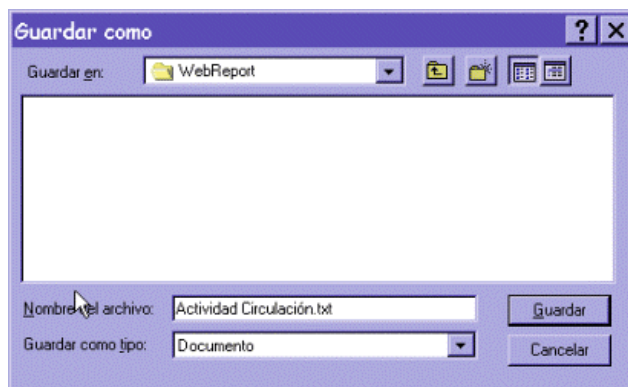 Guardar como
Guardar en: WebReport
Nombre del archivo: Actividad Circulación.txt Guardar
Guardar como tipo: Documento Cancelar